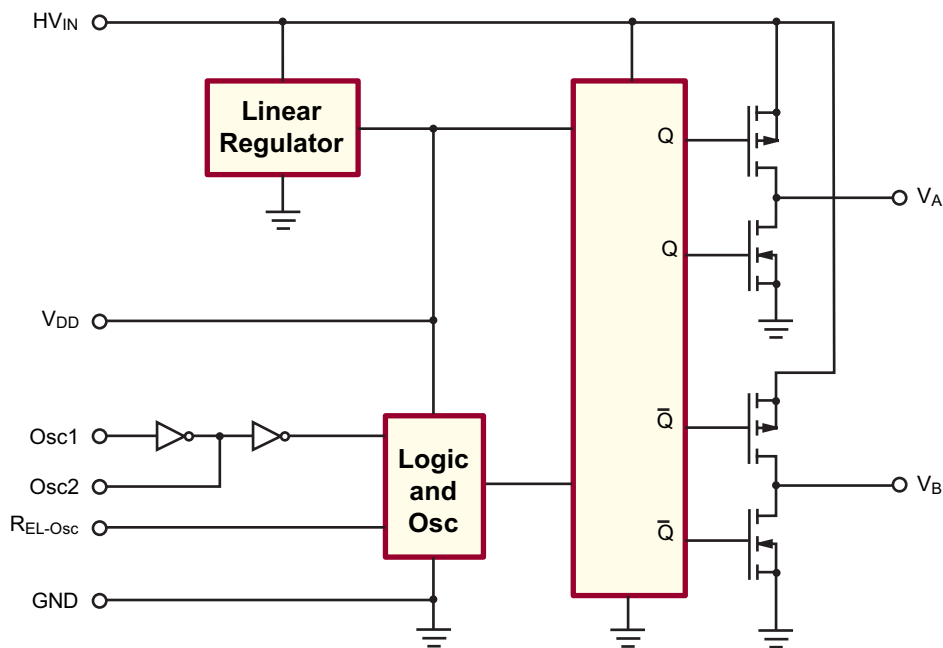 HVIN
Linear
Regulator
Q
VA
Q
VDD
Q̅
Osc1
Logic
and
Osc
Osc2
VB
REL-Osc
Q̅
GND